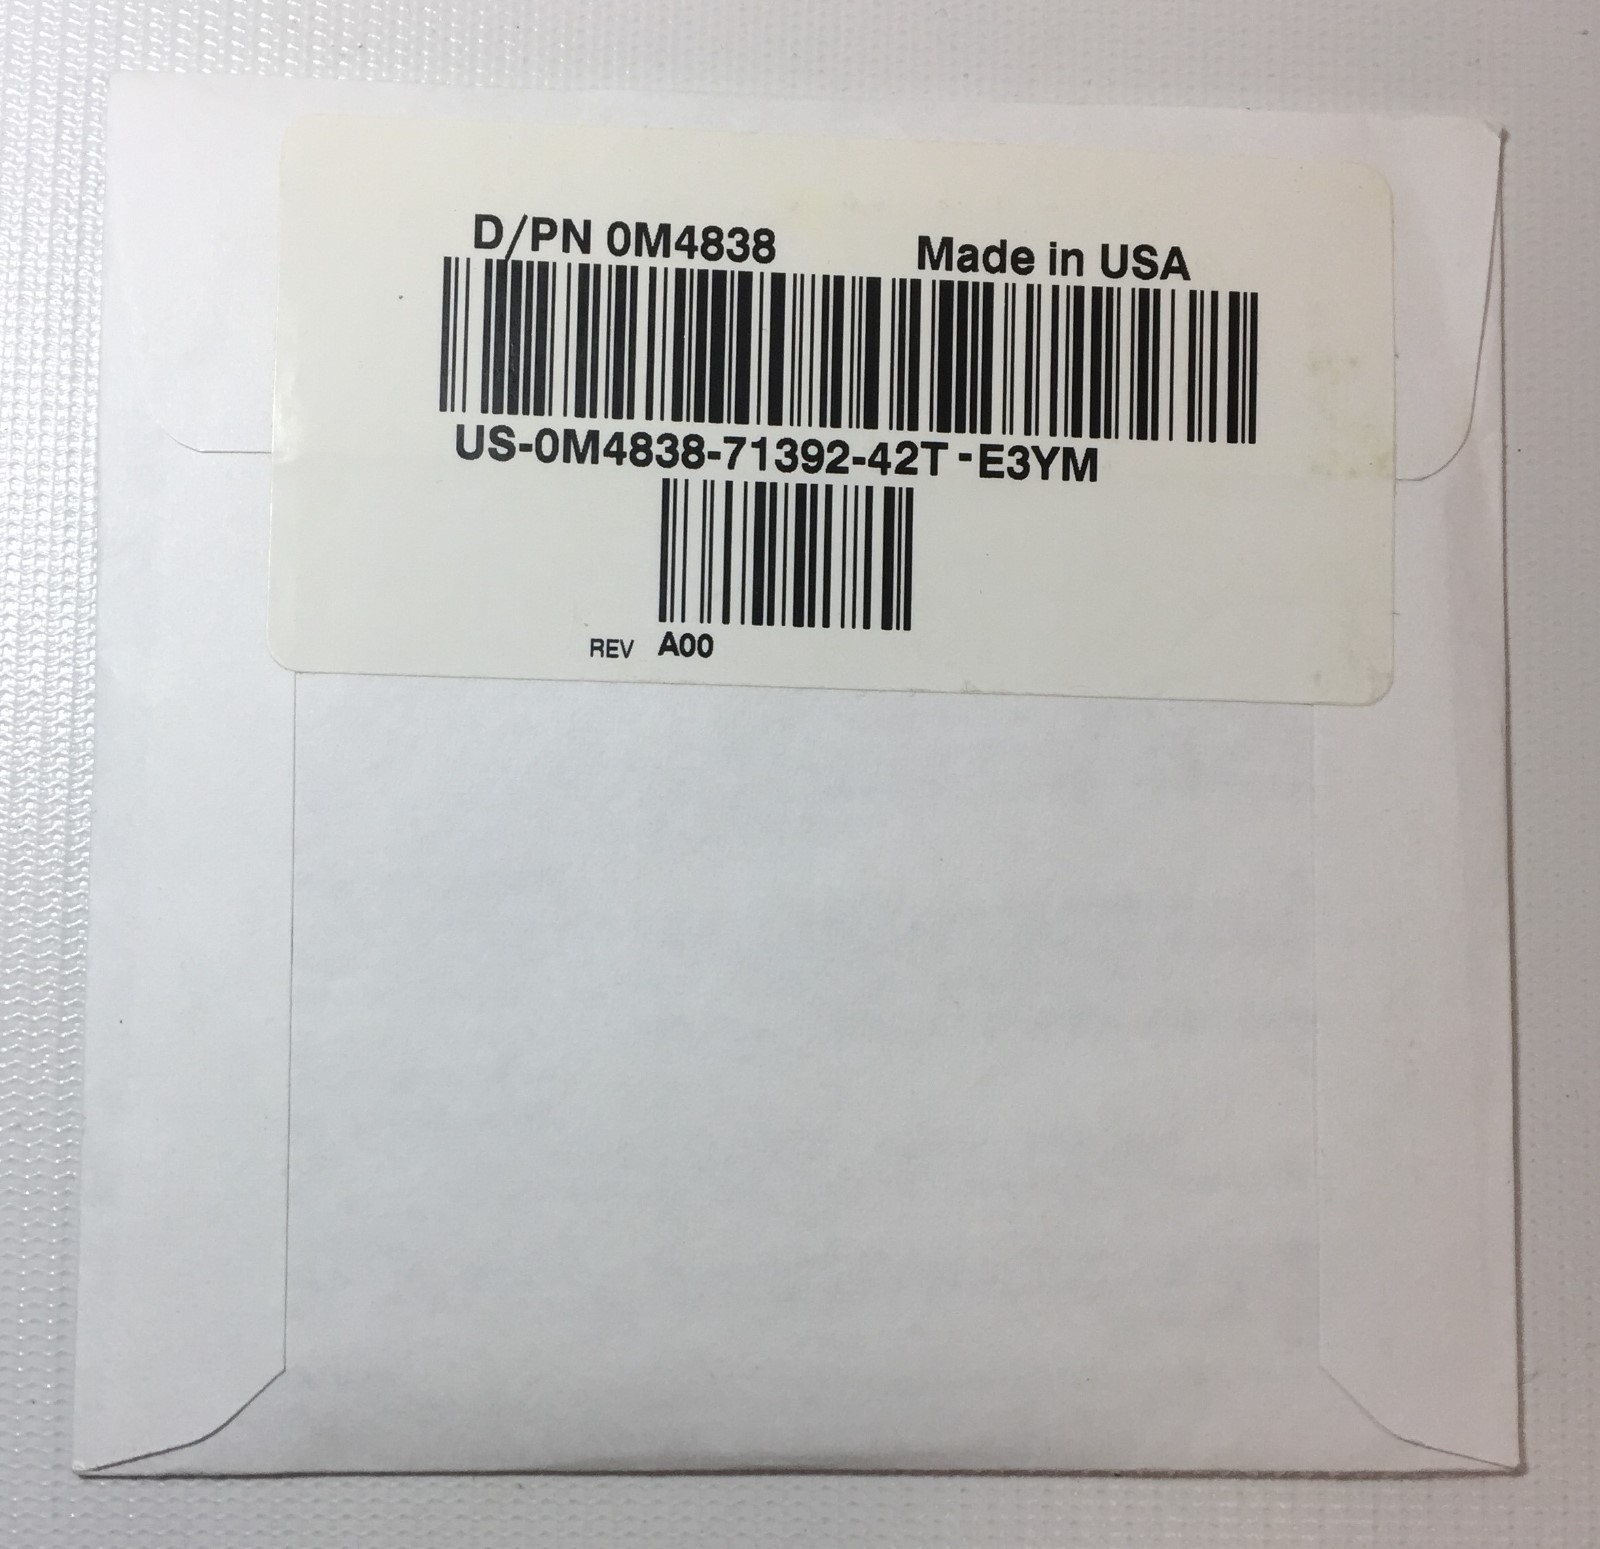 D/PN 0M4838 Made in USA
US-0M4838-71392-42T -E3YM
REV A00